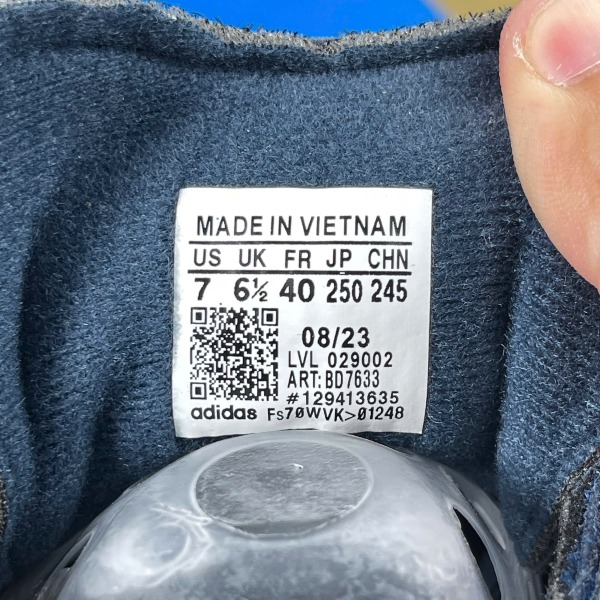 MADE IN VIETNAM
US UK FR JP CHN
7 6½ 40 250 245
08/23
LVL 029002
ART: BD7633
#129413635
adidas Fs70WVK>01248